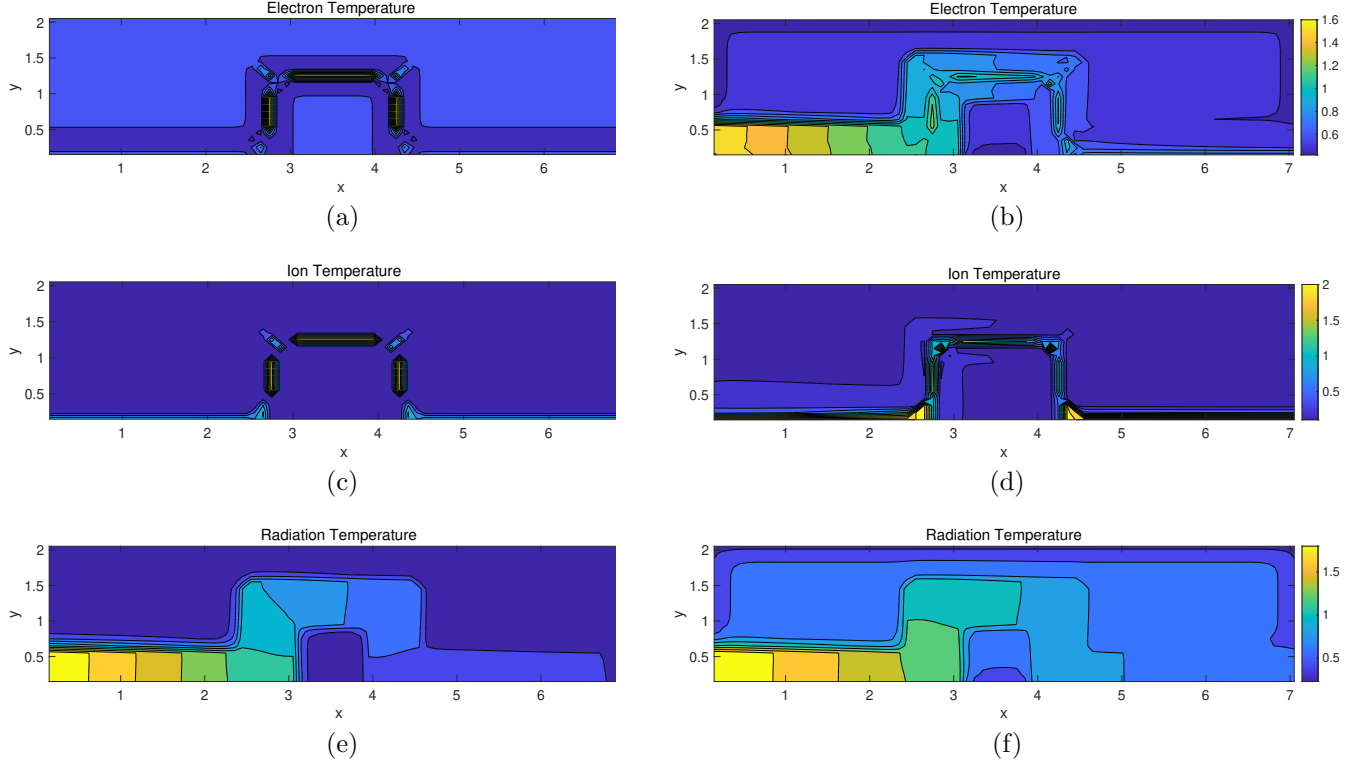 Electron Temperature
2
1.5
1
0.5
y
1 2 3 4 5 6
x
(a)
Electron Temperature
2
1.5
1
0.5
y
1 2 3 4 5 6 7
x
1.6
1.4
1.2
1
0.8
0.6
(b)
Ion Temperature
2
1.5
1
0.5
y
1 2 3 4 5 6
x
(c)
Ion Temperature
2
1.5
1
0.5
y
1 2 3 4 5 6 7
x
2
1.5
1
0.5
(d)
Radiation Temperature
2
1.5
1
0.5
y
1 2 3 4 5 6
x
(e)
Radiation Temperature
2
1.5
1
0.5
y
1 2 3 4 5 6 7
x
1.5
1
0.5
(f)